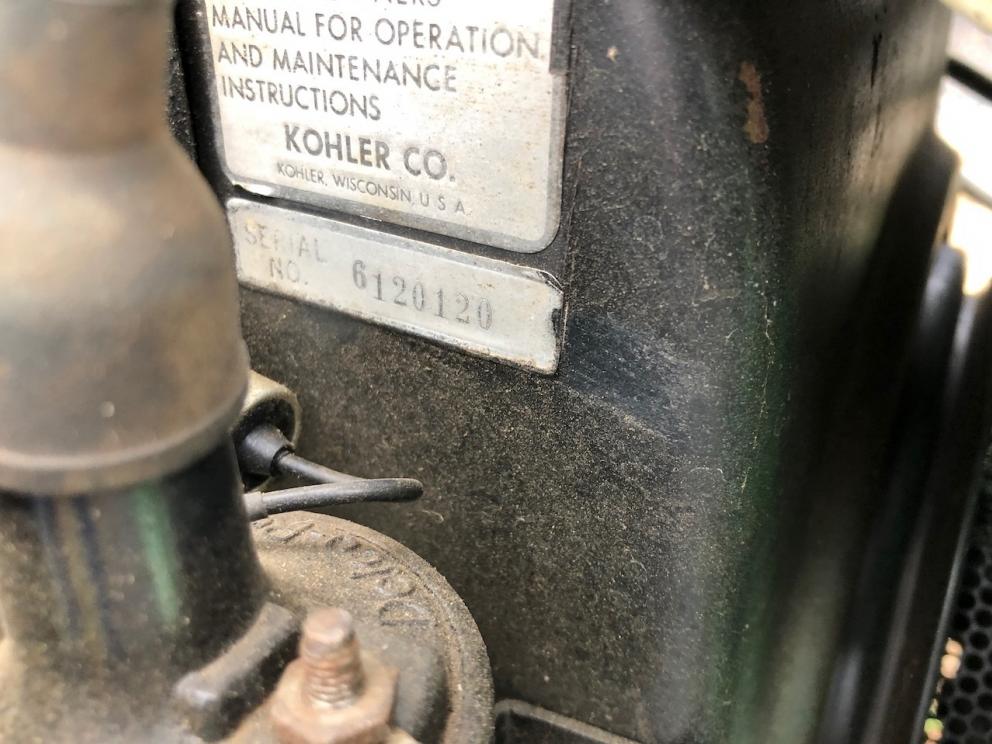 MANUAL FOR OPERATION
AND MAINTENANCE
INSTRUCTIONS
KOHLER CO.
KOHLER, WISCONSIN, U S A
SERIAL
NO. 6120120